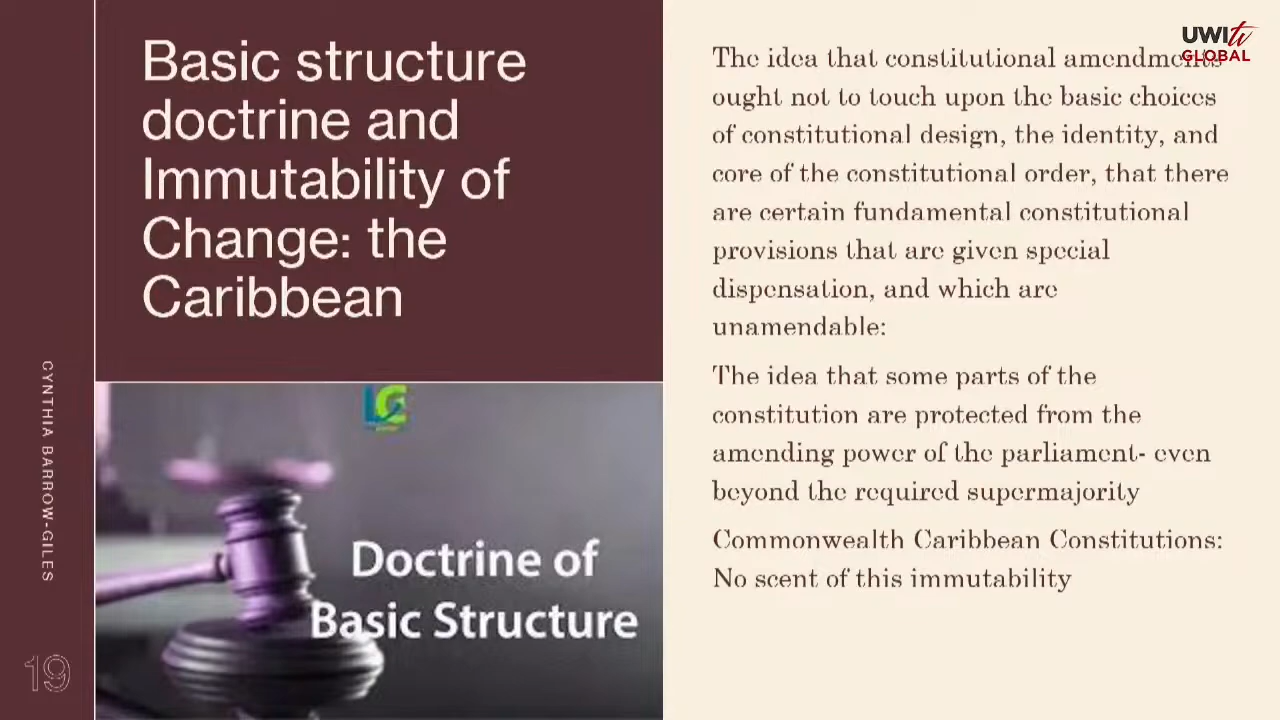 Basic structure
doctrine and
Immutability of
Change: the
Caribbean
CYNTHIA BARROW-GILES
19
LC
Doctrine of
Basic Structure
UWItv
GLOBAL
The idea that constitutional amendments
ought not to touch upon the basic choices
of constitutional design, the identity, and
core of the constitutional order, that there
are certain fundamental constitutional
provisions that are given special
dispensation, and which are
unamendable:
The idea that some parts of the
constitution are protected from the
amending power of the parliament- even
beyond the required supermajority
Commonwealth Caribbean Constitutions:
No scent of this immutability